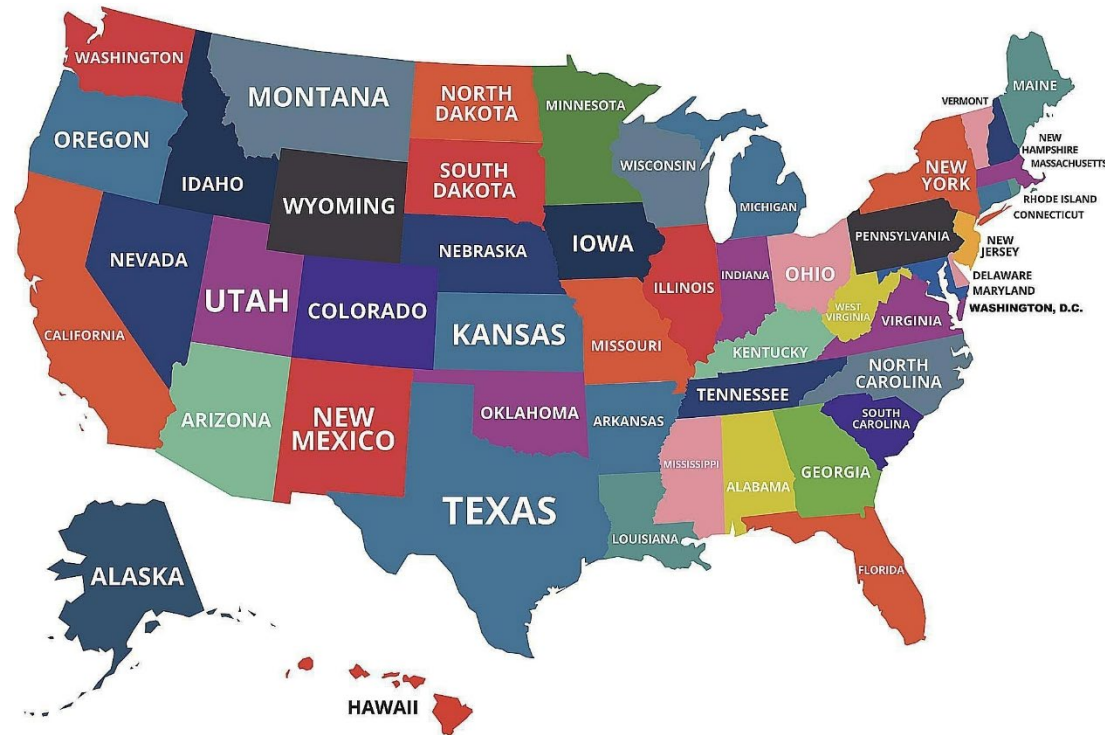 WASHINGTON
MONTANA
NORTH
DAKOTA
MINNESOTA
MAINE
VERMONT
OREGON
IDAHO
WYOMING
SOUTH
DAKOTA
WISCONSIN
MICHIGAN
NEW
YORK
NEW
HAMPSHIRE
MASSACHUSETTS
RHODE ISLAND
CONNECTICUT
NEVADA
UTAH
COLORADO
NEBRASKA
IOWA
ILLINOIS
INDIANA
OHIO
PENNSYLVANIA
NEW
JERSEY
DELAWARE
MARYLAND
WASHINGTON, D.C.
CALIFORNIA
KANSAS
MISSOURI
KENTUCKY
WEST
VIRGINIA
VIRGINIA
ARIZONA
NEW
MEXICO
OKLAHOMA
ARKANSAS
TENNESSEE
NORTH
CAROLINA
SOUTH
CAROLINA
TEXAS
LOUISIANA
MISSISSIPPI
ALABAMA
GEORGIA
FLORIDA
ALASKA
HAWAII